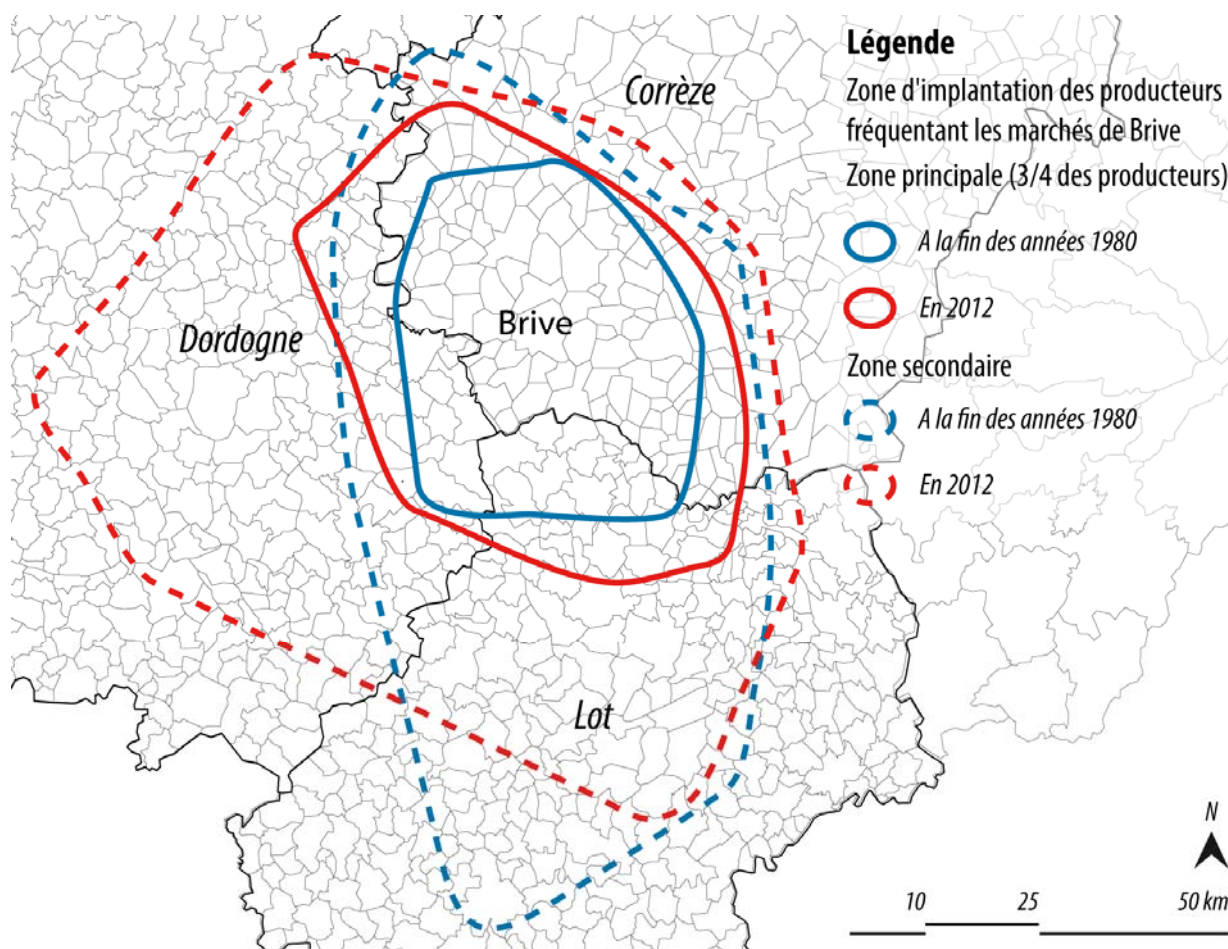 Légende
Zone d'implantation des producteurs
fréquentant les marchés de Brive
Zone principale (3/4 des producteurs)
A la fin des années 1980
En 2012
Zone secondaire
A la fin des années 1980
En 2012
Corrèze
Brive
Dordogne
Lot
N
10 25 50 km